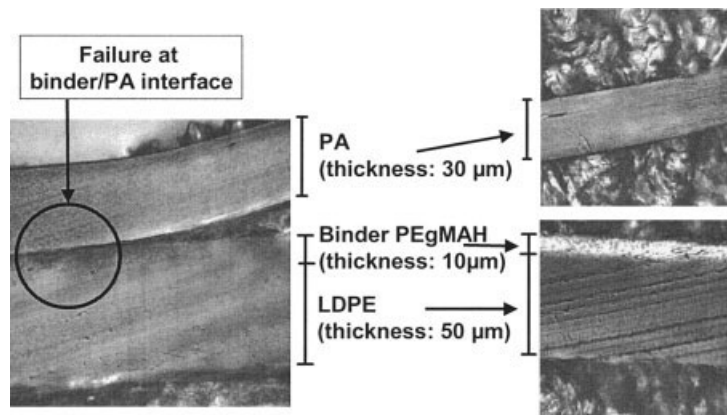 Failure at
binder/PA interface
PA
(thickness: 30 µm)
Binder PEgMAH
(thickness: 10µm)
LDPE
(thickness: 50 µm)